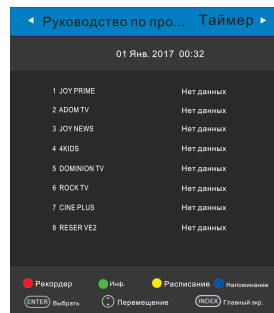 Руководство по про... Таймер
01 Янв. 2017 00:32
1 JOY PRIME Нет данных
2 ADOM TV Нет данных
3 JOY NEWS Нет данных
4 4KIDS Нет данных
5 DOMINION TV Нет данных
6 ROCK TV Нет данных
7 CINE PLUS Нет данных
8 RESER VE2 Нет данных
Рекордер Инф. Расписание Напоминание
ENTER Выбрать Перемещение INDEX Главный экр.